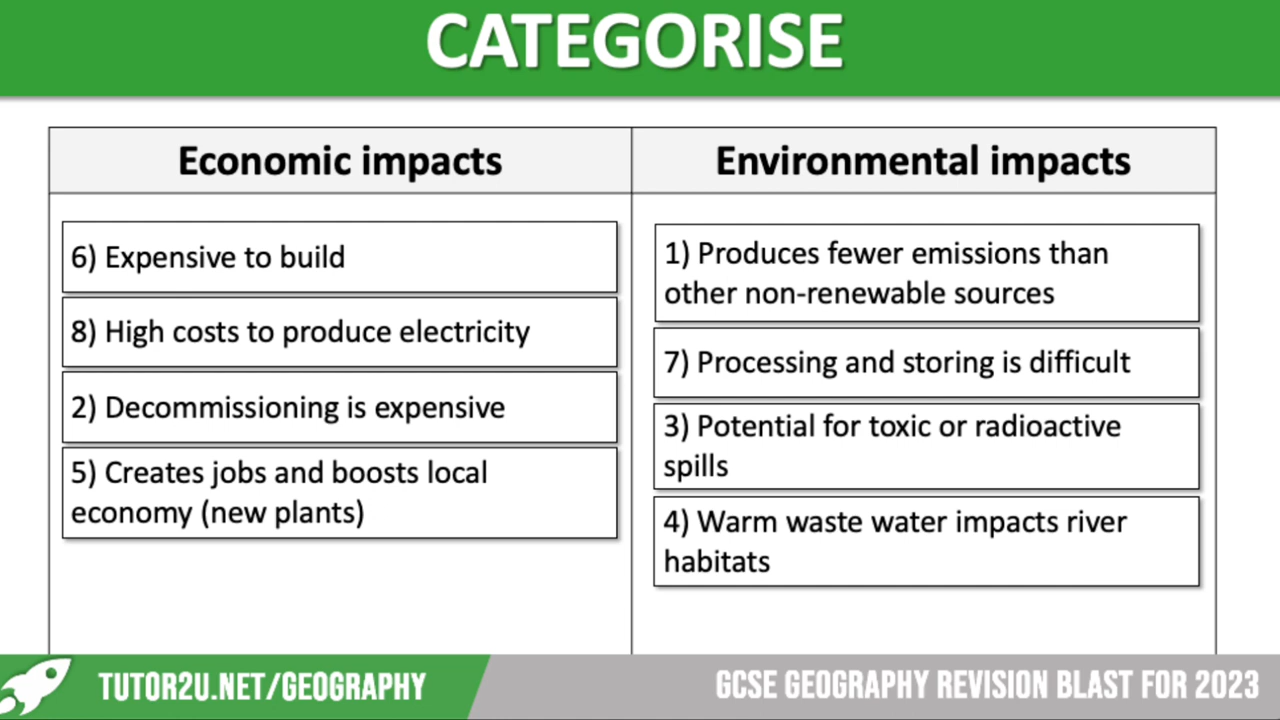 CATEGORISE
Economic impacts
Environmental impacts
6) Expensive to build
8) High costs to produce electricity
2) Decommissioning is expensive
5) Creates jobs and boosts local
economy (new plants)
1) Produces fewer emissions than
other non-renewable sources
7) Processing and storing is difficult
3) Potential for toxic or radioactive
spills
4) Warm waste water impacts river
habitats
TUTOR2U.NET/GEOGRAPHY
GCSE GEOGRAPHY REVISION BLAST FOR 2023